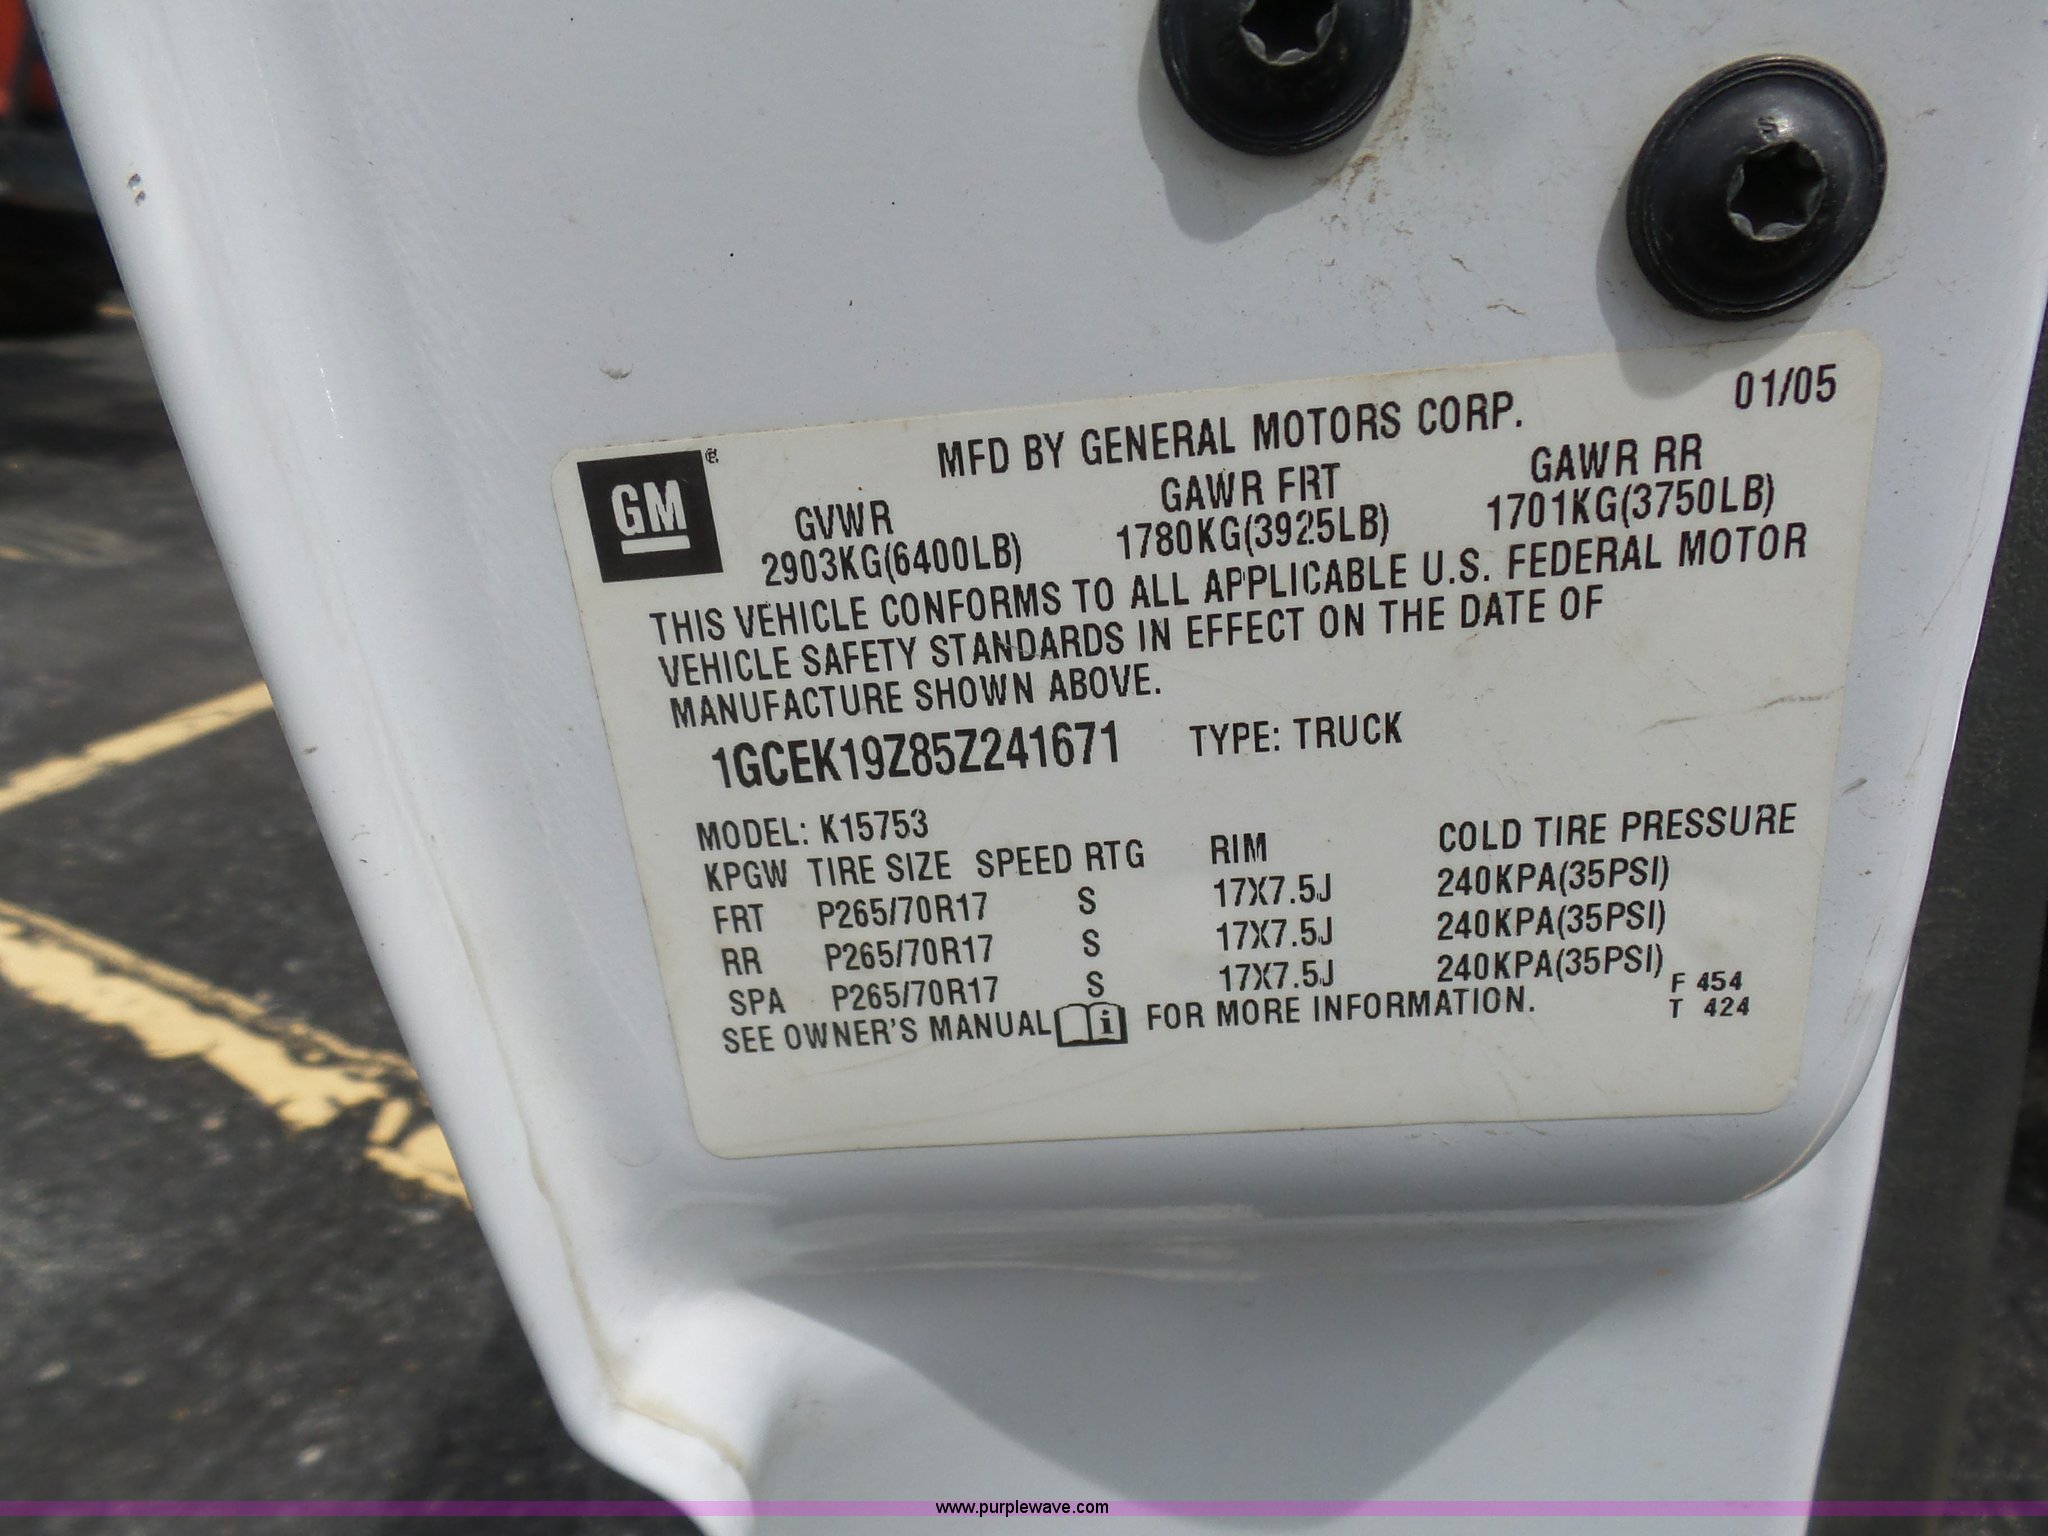 MFD BY GENERAL MOTORS CORP. 01/05
GM
GVWR GAWR FRT GAWR RR
2903KG(6400LB) 1780KG(3925LB) 1701KG(3750LB)
THIS VEHICLE CONFORMS TO ALL APPLICABLE U.S. FEDERAL MOTOR
VEHICLE SAFETY STANDARDS IN EFFECT ON THE DATE OF
MANUFACTURE SHOWN ABOVE.
1GCEK19Z85Z241671 TYPE: TRUCK
MODEL: K15753
KPGW TIRE SIZE SPEED RTG RIM COLD TIRE PRESSURE
FRT P265/70R17 S 17X7.5J 240KPA(35PSI)
RR P265/70R17 S 17X7.5J 240KPA(35PSI)
SPA P265/70R17 S 17X7.5J 240KPA(35PSI)
SEE OWNER'S MANUAL i FOR MORE INFORMATION.
F 454
T 424
www.purplewave.com